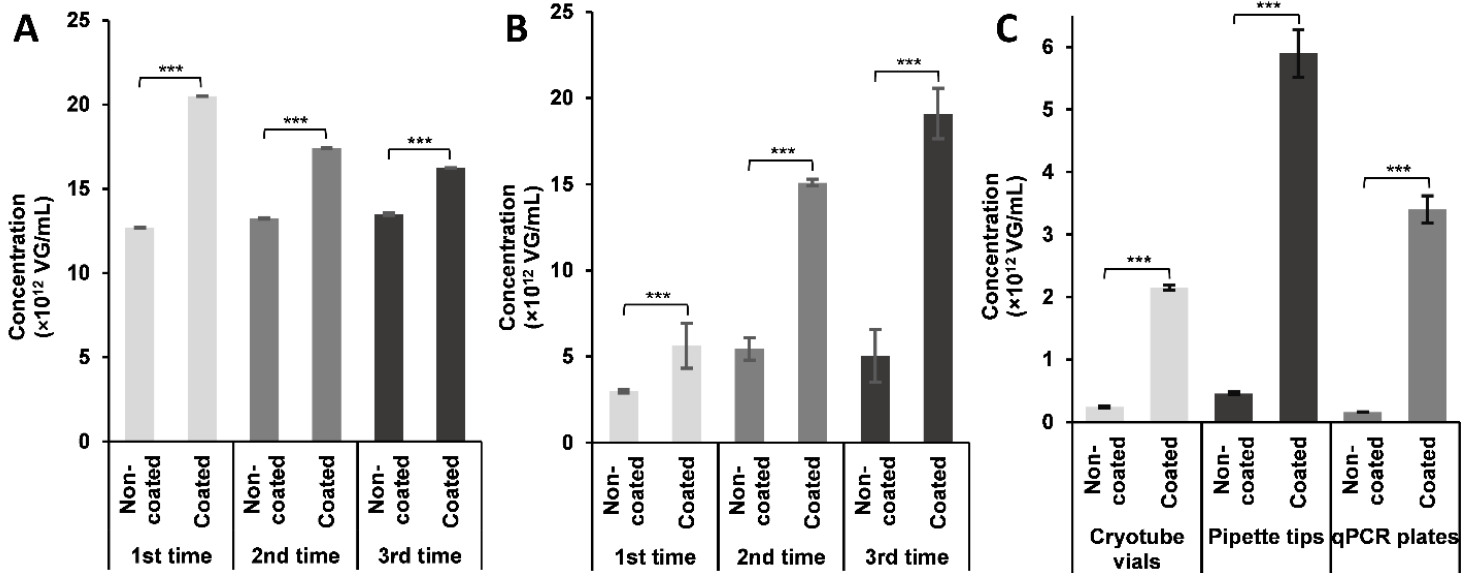 A
Concentration
(×10¹² VG/mL)
25
20
15
10
5
0
***
***
***
Non-
coated
Coated
Non-
coated
Coated
Non-
coated
Coated
1st time
2nd time
3rd time
B
Concentration
(×10¹² VG/mL)
25
20
15
10
5
0
***
***
***
Non-
coated
Coated
Non-
coated
Coated
Non-
coated
Coated
1st time
2nd time
3rd time
C
Concentration
(×10¹² VG/mL)
6
5
4
3
2
1
0
***
***
***
Non-
coated
Coated
Non-
coated
Coated
Non-
coated
Coated
Cryotube
vials
Pipette tips
qPCR plates